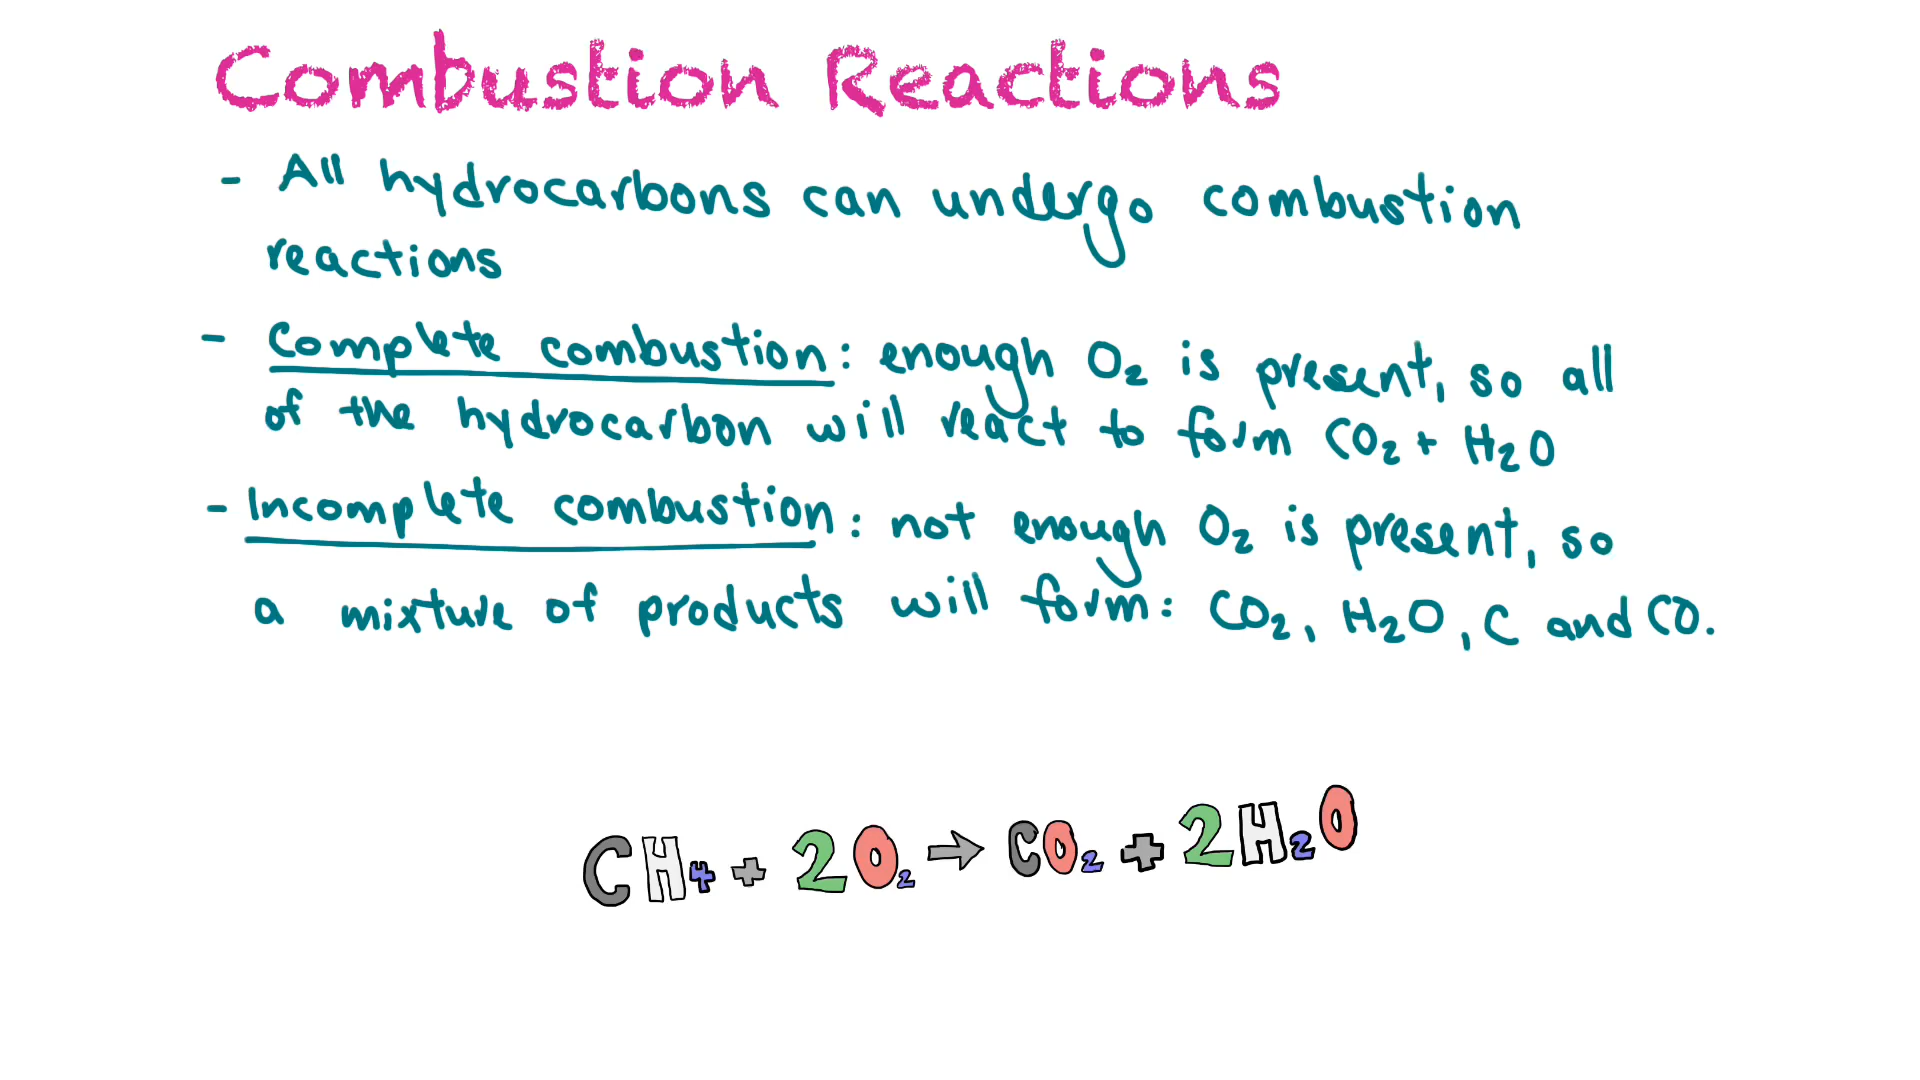 Combustion Reactions
- All hydrocarbons can undergo combustion
reactions
- Complete combustion: enough O₂ is present, so all
of the hydrocarbon will react to form CO₂ + H₂O
- Incomplete combustion: not enough O₂ is present, so
a mixture of products will form: CO₂, H₂O, C and CO.
CH₄ + 2O₂ → CO₂ + 2H₂O